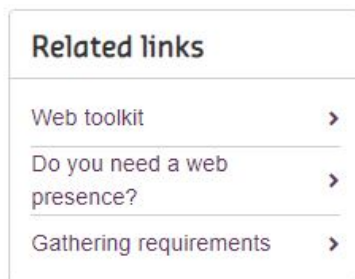 Related links
Web toolkit
Do you need a web
presence?
Gathering requirements